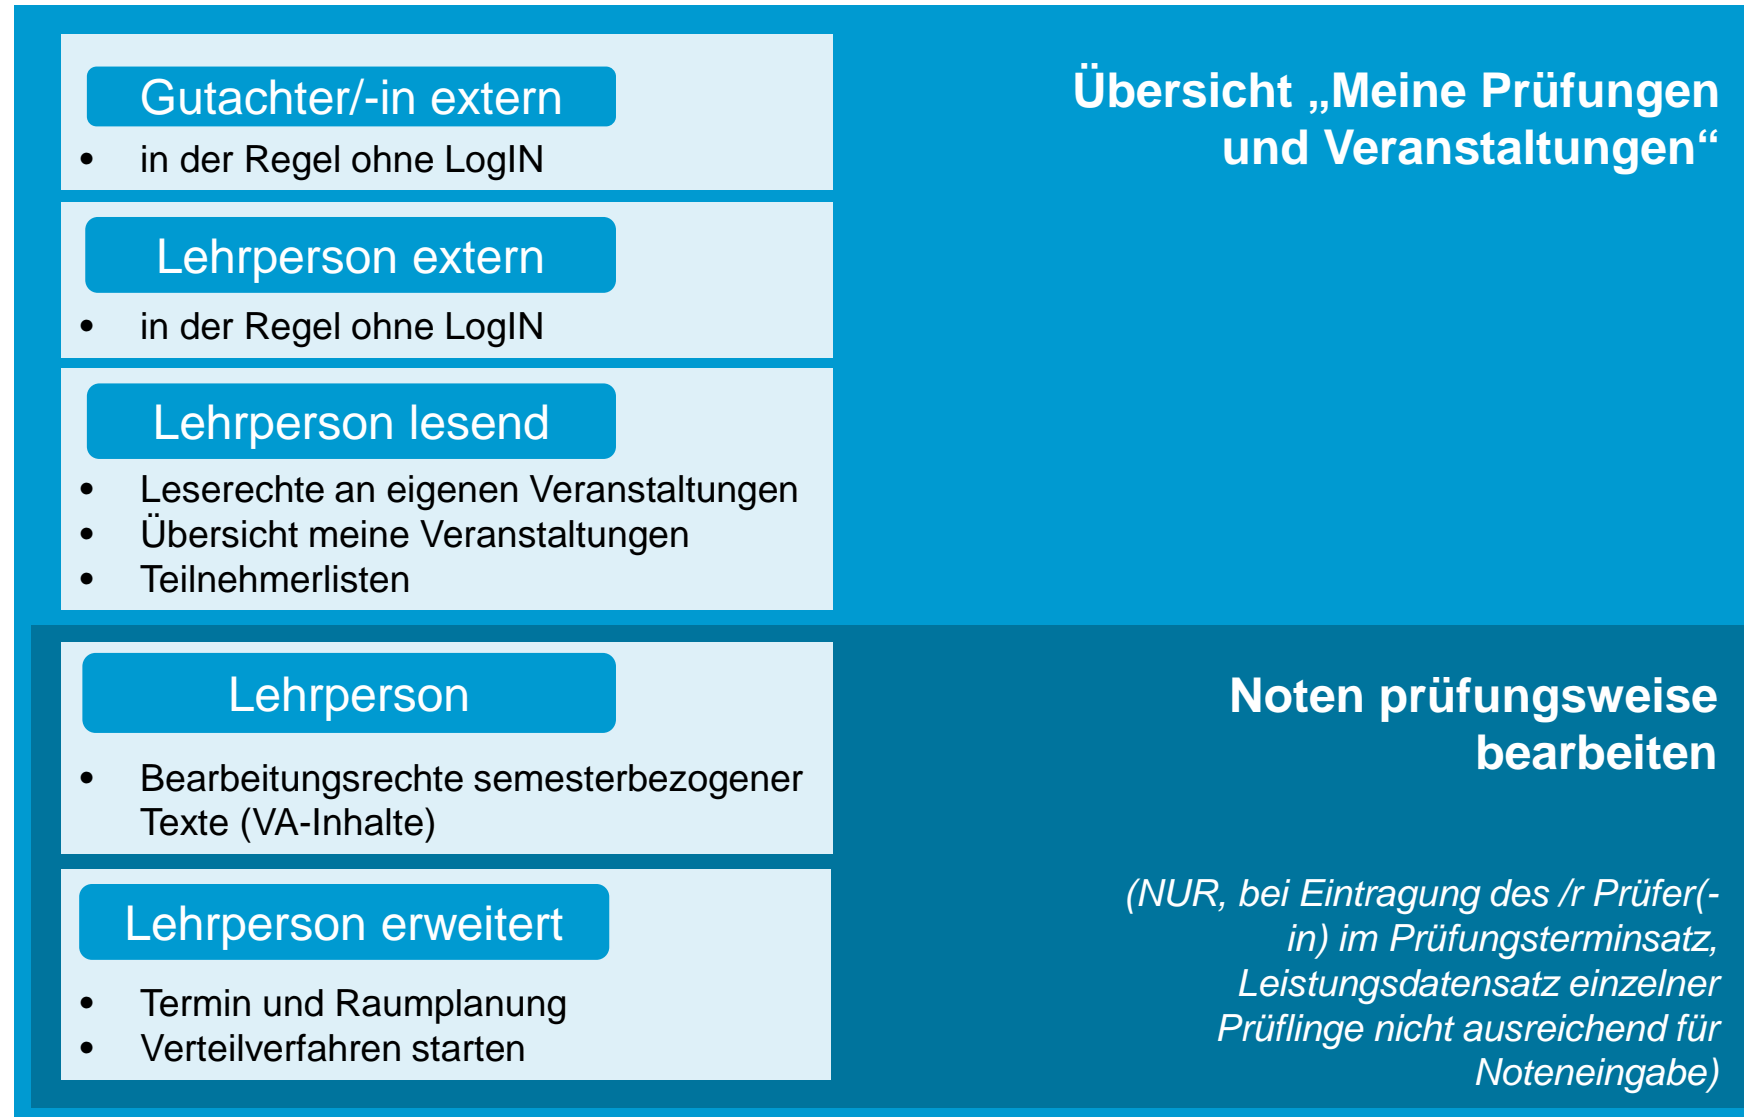 Gutachter/-in extern
• in der Regel ohne LogIN
Lehrperson extern
• in der Regel ohne LogIN
Lehrperson lesend
• Leserechte an eigenen Veranstaltungen
• Übersicht meine Veranstaltungen
• Teilnehmerlisten
Übersicht „Meine Prüfungen
und Veranstaltungen“
Lehrperson
• Bearbeitungsrechte semesterbezogener
Texte (VA-Inhalte)
Lehrperson erweitert
• Termin und Raumplanung
• Verteilverfahren starten
Noten prüfungsweise
bearbeiten
(NUR, bei Eintragung des /r Prüfer(-
in) im Prüfungsterminsatz,
Leistungsdatensatz einzelner
Prüflinge nicht ausreichend für
Noteneingabe)